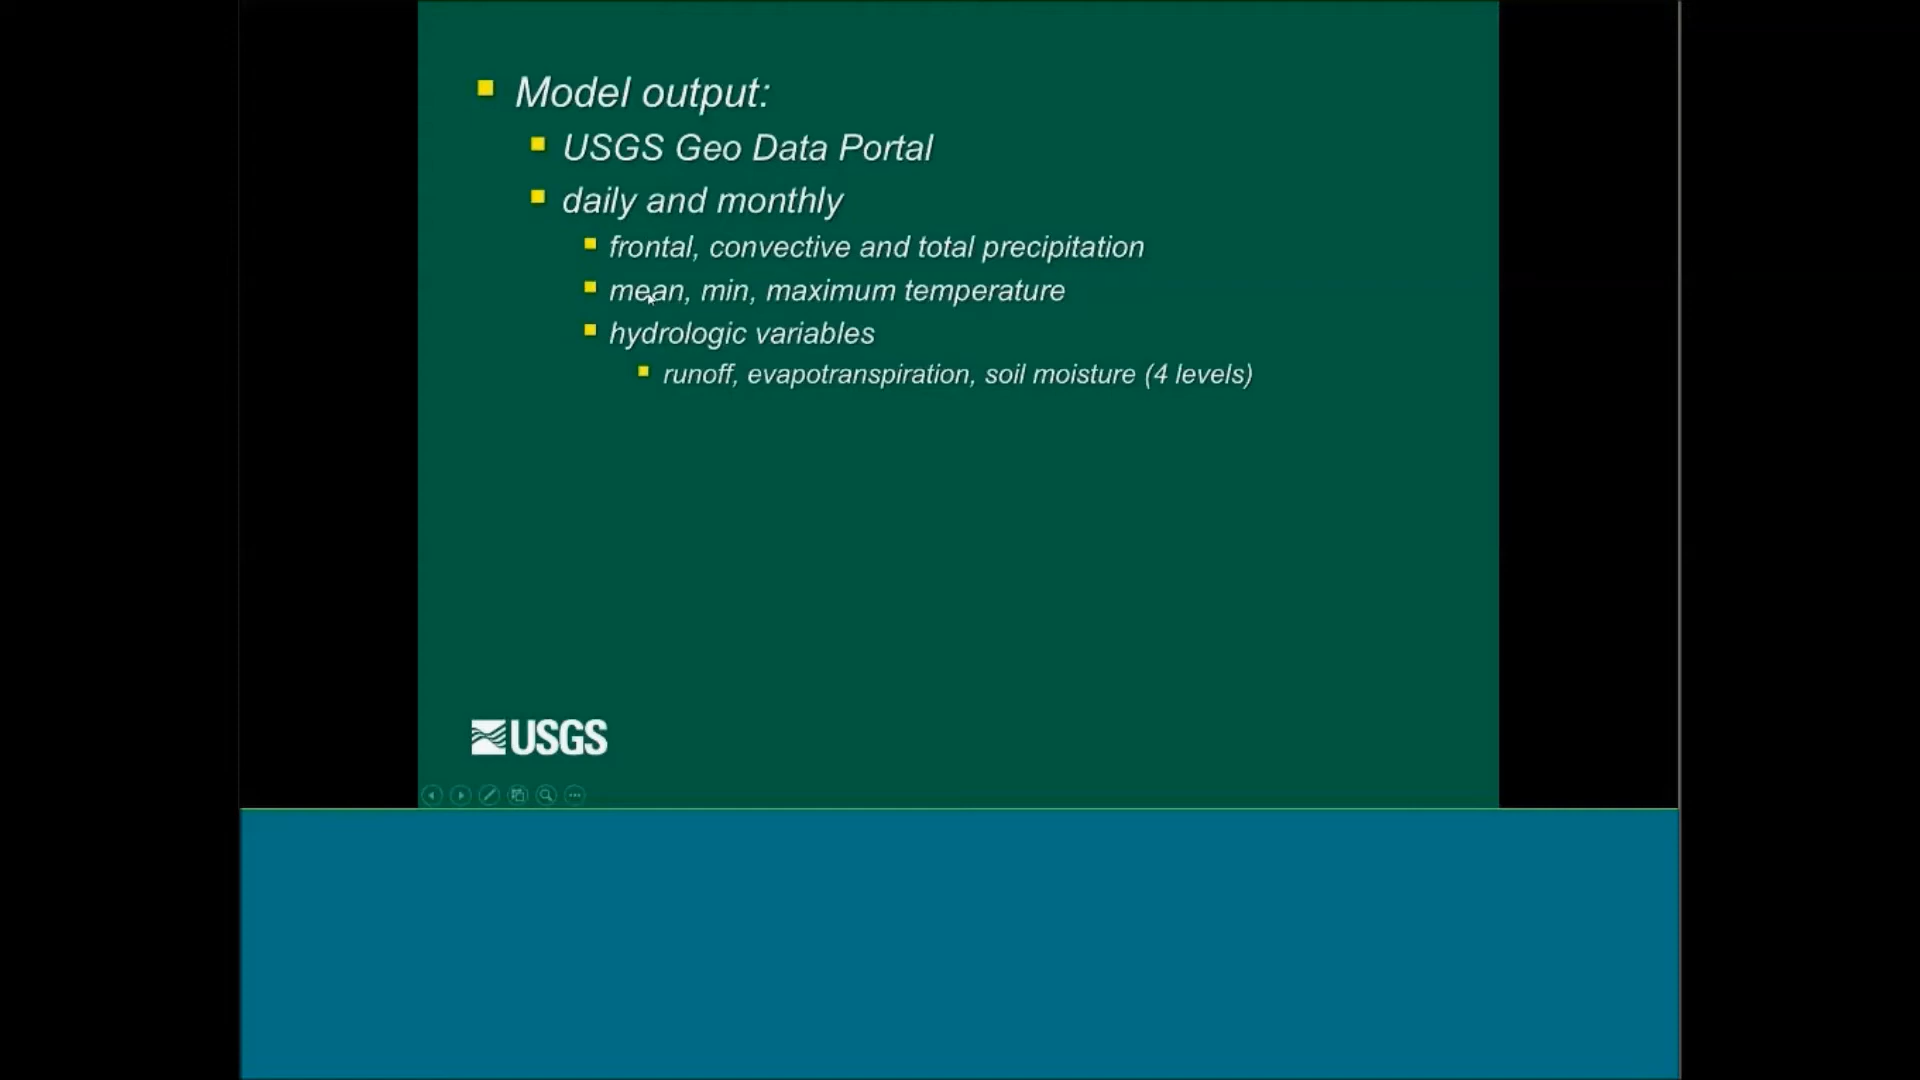 Model output:
USGS Geo Data Portal
daily and monthly
frontal, convective and total precipitation
mean, min, maximum temperature
hydrologic variables
runoff, evapotranspiration, soil moisture (4 levels)
USGS